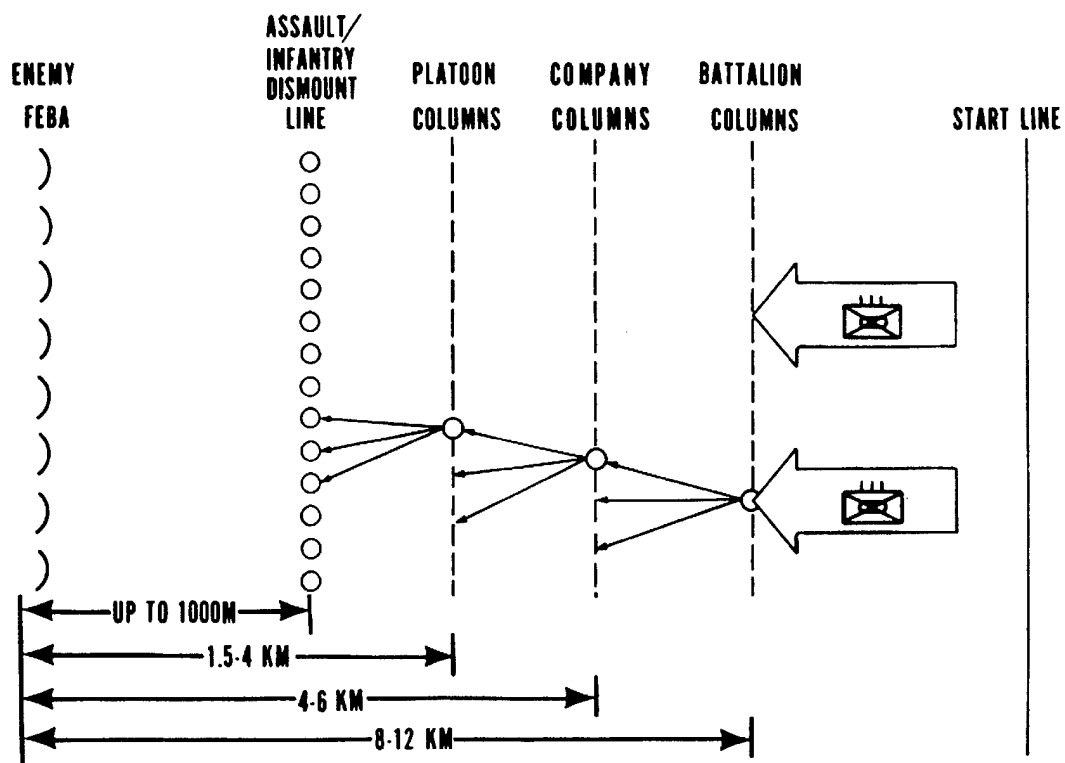 ENEMY
FEBA
ASSAULT/
INFANTRY
DISMOUNT
LINE
PLATOON
COLUMNS
COMPANY
COLUMNS
BATTALION
COLUMNS
START LINE
UP TO 1000M
1.5-4 KM
4-6 KM
8-12 KM